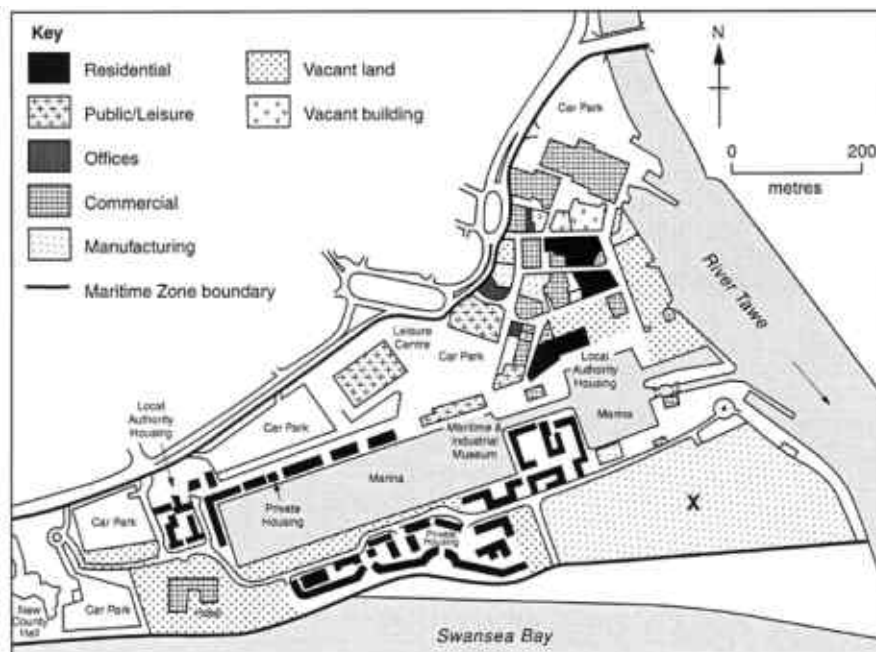 Key
Residential
Public/Leisure
Offices
Commercial
Manufacturing
Maritime Zone boundary
Vacant land
Vacant building
N
0 200
metres
Car Park
River Tawe
Leisure
Centre
Car Park
Local
Authority
Housing
Local
Authority
Housing
Car Park
Maritime &
Industrial
Museum
Marina
Marina
Private
Housing
X
Car Park
Private
Housing
New
County
Hall
Car Park
Hotel
Swansea Bay